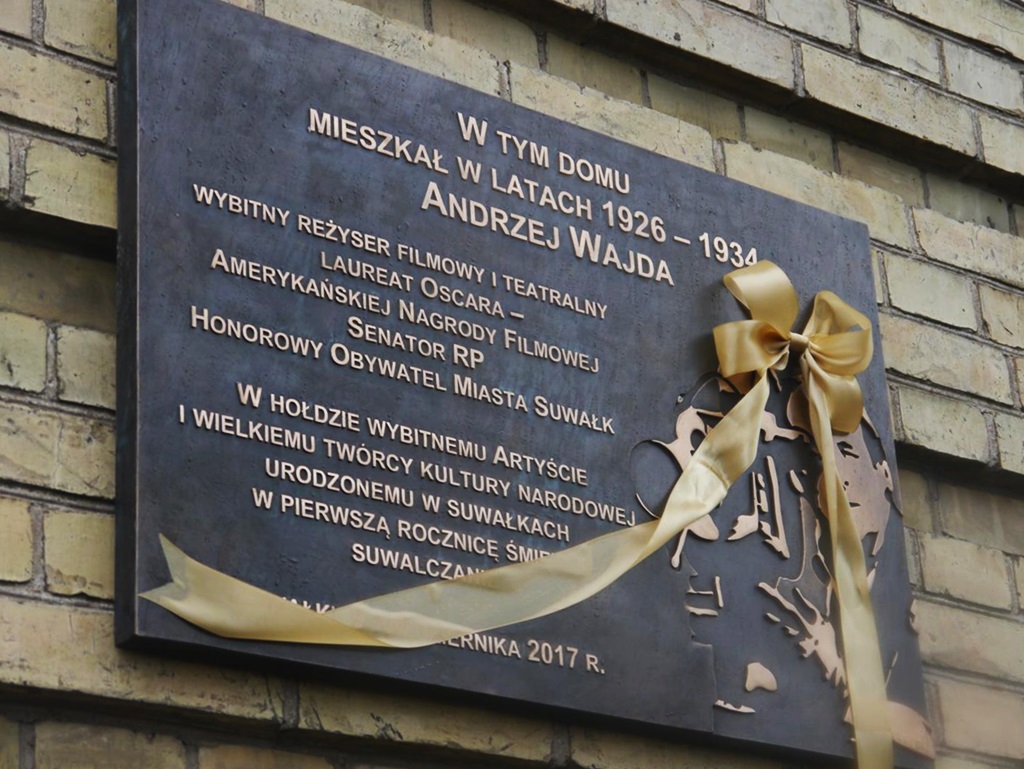 W TYM DOMU
MIESZKAŁ W LATACH 1926 – 1934
ANDRZEJ WAJDA
WYBITNY REŻYSER FILMOWY I TEATRALNY
LAUREAT OSCARA –
AMERYKAŃSKIEJ NAGRODY FILMOWEJ
SENATOR RP
HONOROWY OBYWATEL MIASTA SUWAŁK
W HOŁDZIE WYBITNEMU ARTYŚCIE
I WIELKIEMU TWÓRCY KULTURY NARODOWEJ
URODZONEMU W SUWAŁKACH
W PIERWSZĄ ROCZNICĘ
2017 R.